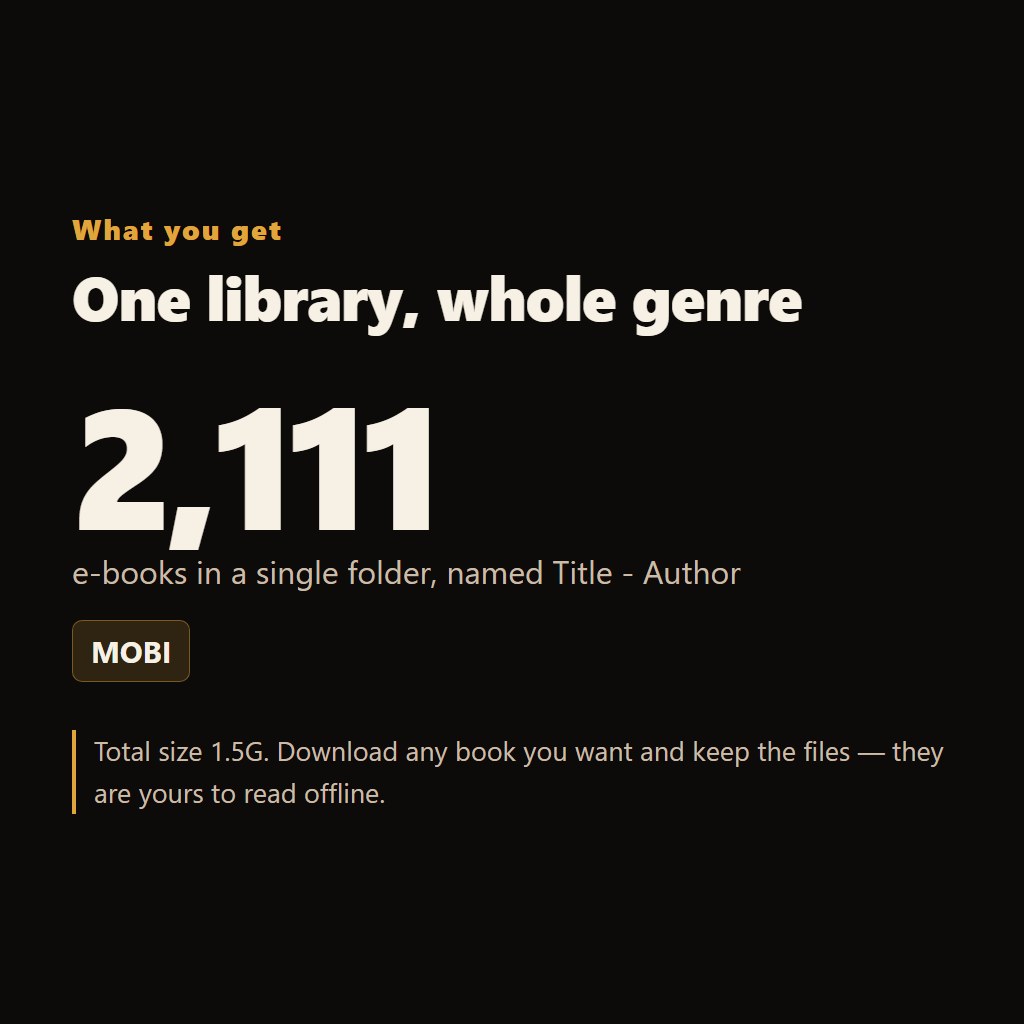 What you get
One library, whole genre
2,111
e-books in a single folder, named Title - Author
MOBI
Total size 1.5G. Download any book you want and keep the files — they
are yours to read offline.